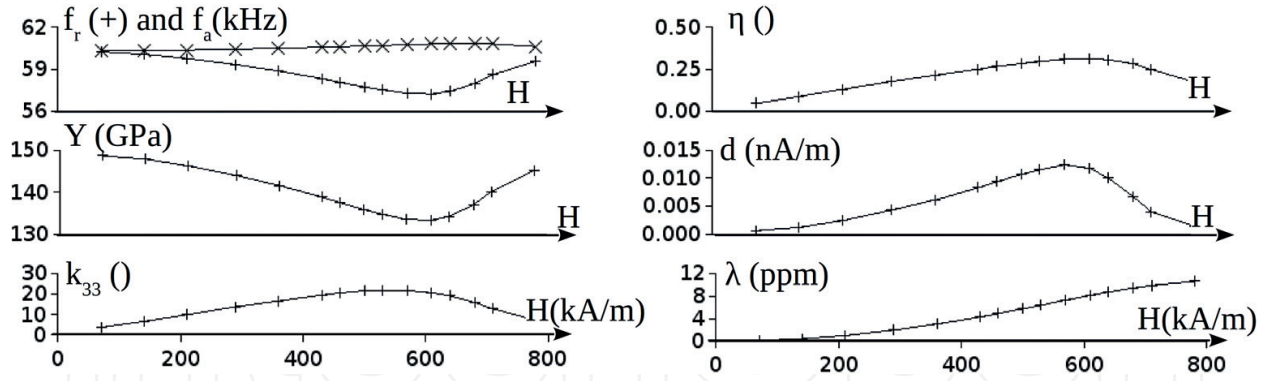 f_r (+) and f_a(kHz)
62
59
56
H
Y (GPa)
150
140
130
H
k_33 ()
30
20
10
0
H(kA/m)
0 200 400 600 800
η ()
0.50
0.25
0.00
H
d (nA/m)
0.015
0.010
0.005
0.000
H
λ (ppm)
12
8
4
0
H(kA/m)
0 200 400 600 800